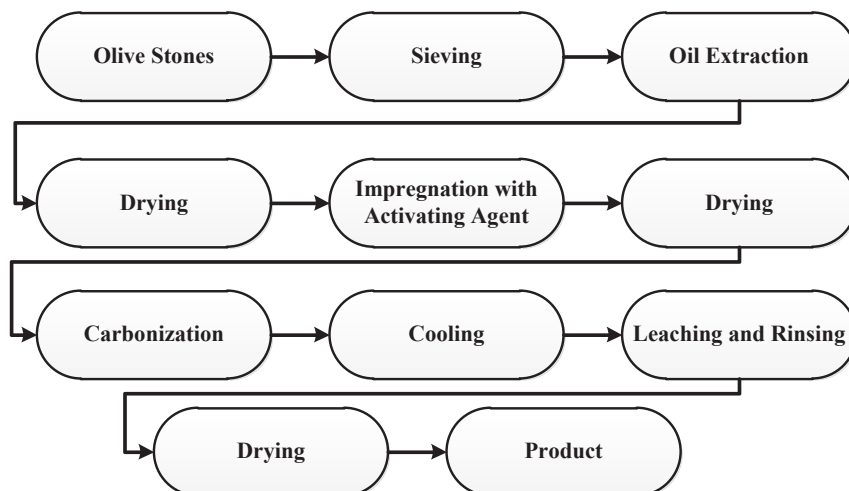 Olive Stones
Sieving
Oil Extraction
Drying
Impregnation with
Activating Agent
Drying
Carbonization
Cooling
Leaching and Rinsing
Drying
Product